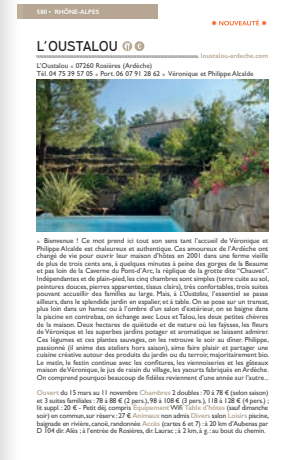 580 • RHÔNE-ALPES
✹ NOUVEAUTÉ ✹
L'OUSTALOU
loustalou-ardeche.com
L'Oustalou • 07260 Rosières (Ardèche)
Tél. 04 75 39 57 05 • Port. 06 07 91 28 62 • Véronique et Philippe Alcalde
• Bienvenue ! Ce mot prend ici tout son sens tant l'accueil de Véronique et
Philippe Alcalde est chaleureux et authentique. Ces amoureux de l'Ardèche ont
changé de vie pour ouvrir leur maison d'hôtes en 2001 dans une ferme vieille
de plus de trois cents ans, à quelques minutes à peine des gorges de la Beaume
et pas loin de la Caverne du Pont-d'Arc, la réplique de la grotte dite "Chauvet".
Indépendantes et de plain-pied, les cinq chambres sont simples (terre cuite au sol,
peintures douces, pierres apparentes, tissus clairs), très confortables, trois suites
pouvant accueillir des familles au large. Mais, à L'Oustalou, l'essentiel se passe
ailleurs, dans le splendide jardin en espalier, et à table. On se pose sur un transat,
plus loin dans un hamac ou à l'ombre d'un salon d'extérieur, on se baigne dans
la piscine en contrebas, on échange avec Lous et Talou, les deux petites chèvres
de la maison. Deux hectares de quiétude et de nature où les faysses, les fleurs
de Véronique et les superbes jardins potager et aromatique se laissent admirer.
Ces légumes et ces plantes sauvages, on les retrouve le soir au dîner. Philippe,
passionné (il anime des ateliers hors saison), aime faire plaisir et partager une
cuisine créative autour des produits du jardin ou du terroir, majoritairement bio.
Le matin, le festin continue avec les confitures, les viennoiseries et les gâteaux
maison de Véronique, le jus de raisin du village, les yaourts fabriqués en Ardèche.
On comprend pourquoi beaucoup de fidèles reviennent d'une année sur l'autre...
Ouvert du 15 mars au 11 novembre Chambres 2 doubles : 70 à 78 € (selon saison)
et 3 suites familiales : 78 à 88 € (2 pers.), 98 à 108 € (3 pers.), 118 à 128 € (4 pers.) ;
lit suppl. : 20 € - Petit déj. compris Équipement Wifi Table d'hôtes (sauf dimanche
soir) en commun, sur réserv. : 27 € Animaux non admis Divers salon Loisirs piscine,
baignade en rivière, canoë, randonnée Accès (cartes 6 et 7) : à 20 km d'Aubenas par
D 104 dir. Alès ; à l'entrée de Rosières, dir. Laurac ; à 2 km, à g. : au bout du chemin.